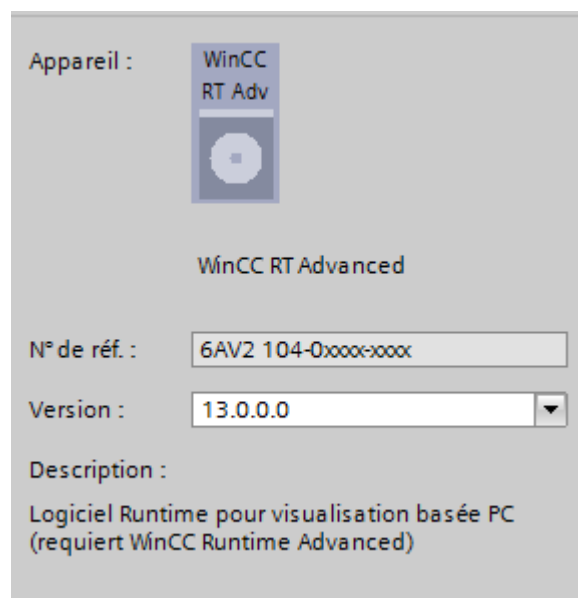 Appareil :
WinCC
RT Adv
WinCC RT Advanced
N° de réf. : 6AV2 104-0xxxx-xxxx
Version : 13.0.0.0
Description :
Logiciel Runtime pour visualisation basée PC
(requiert WinCC Runtime Advanced)